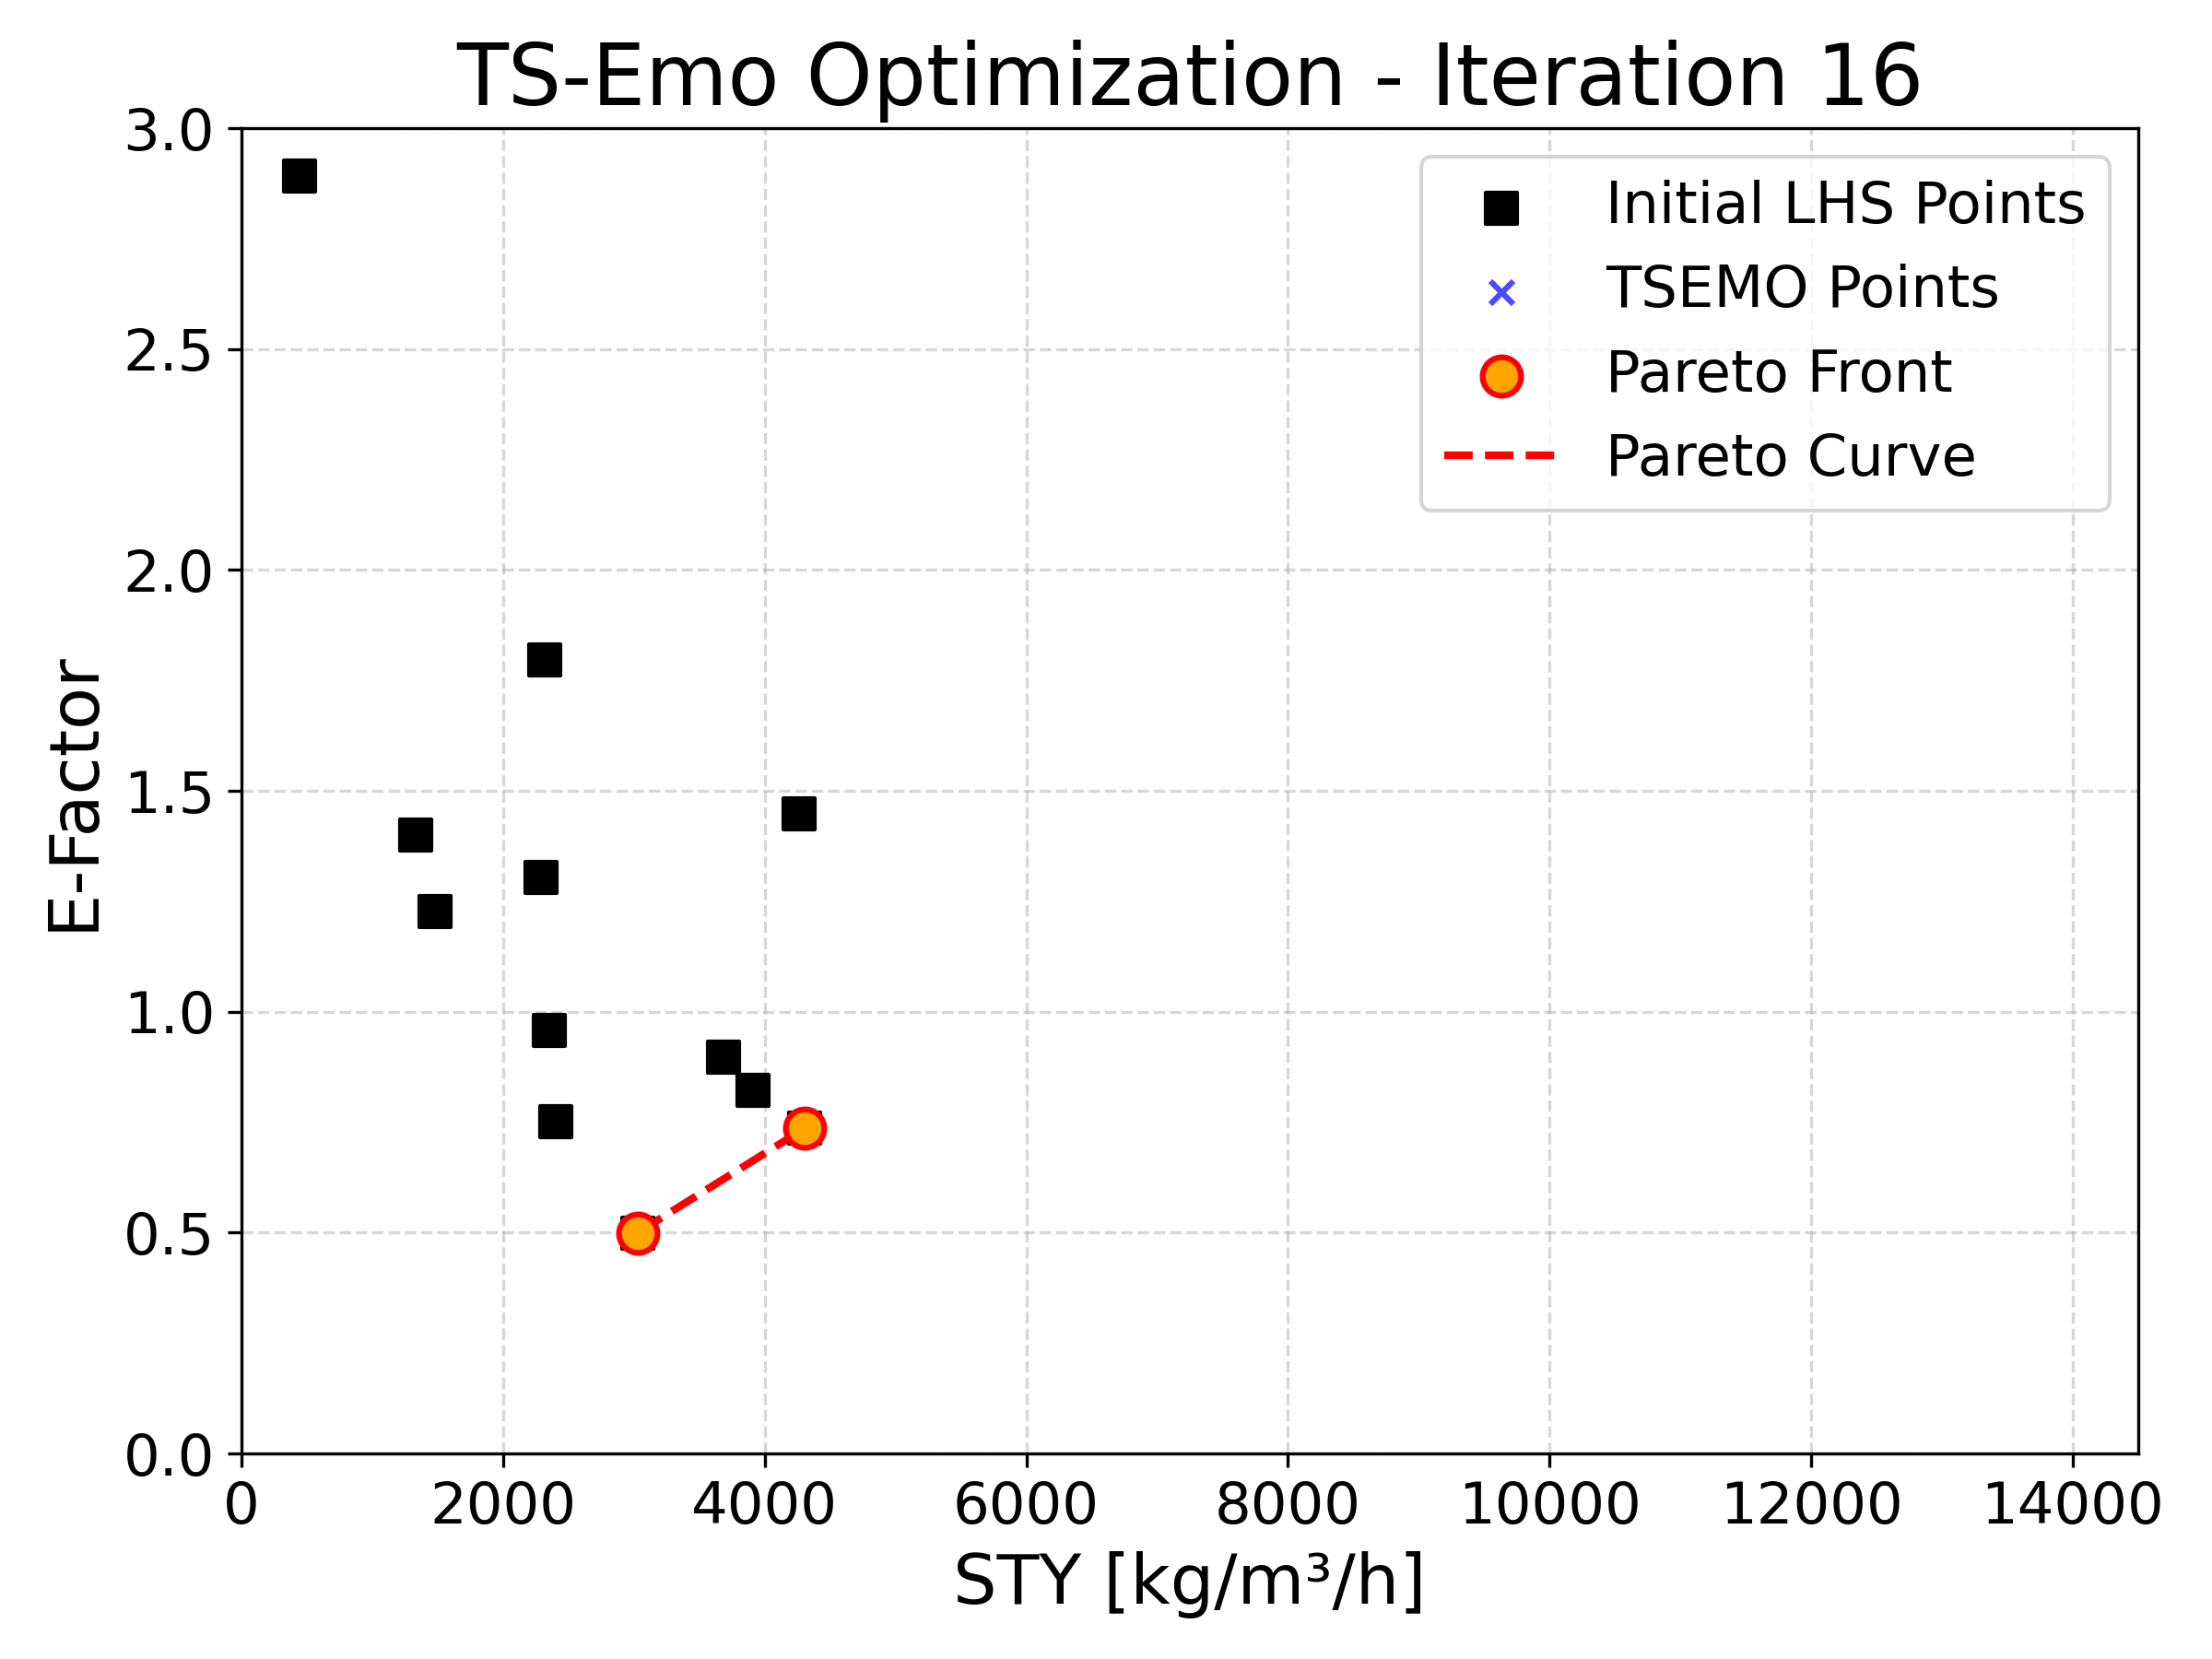 TS-Emo Optimization - Iteration 16
3.0
2.5
2.0
1.5
1.0
0.5
0.0
E-Factor
Initial LHS Points
TSEMO Points
Pareto Front
Pareto Curve
0 2000 4000 6000 8000 10000 12000 14000
STY [kg/m³/h]